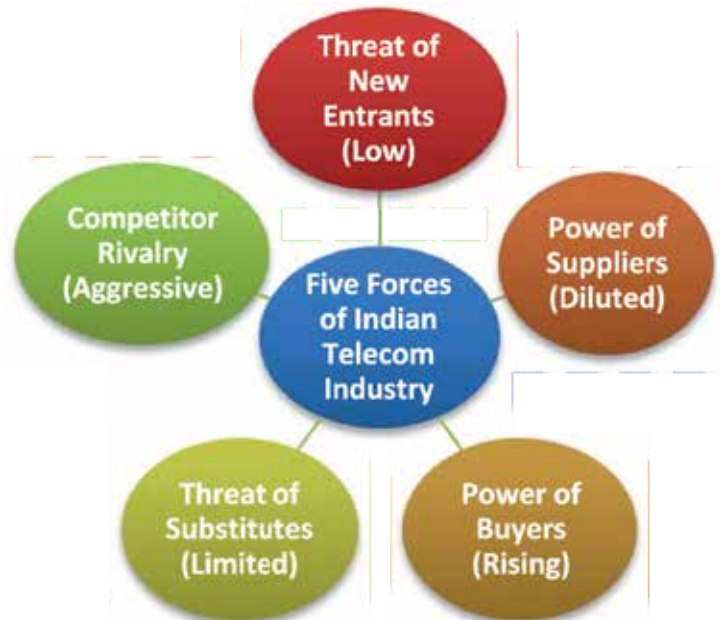 Threat of
New
Entrants
(Low)
Competitor
Rivalry
(Aggressive)
Power of
Suppliers
(Diluted)
Five Forces
of Indian
Telecom
Industry
Threat of
Substitutes
(Limited)
Power of
Buyers
(Rising)